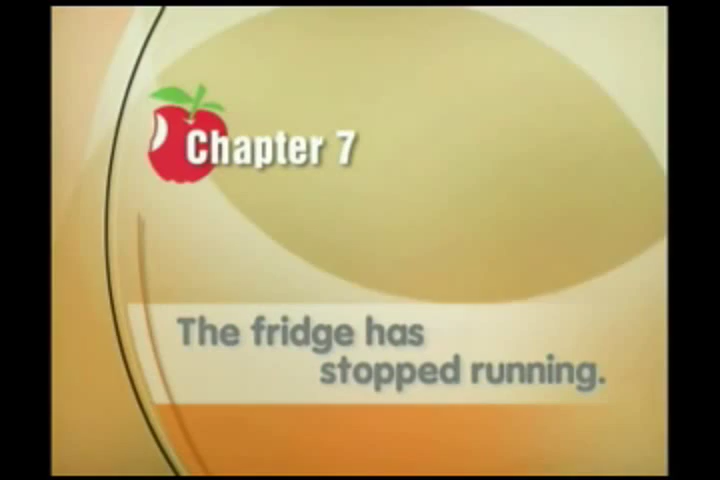 Chapter 7
The fridge has
stopped running.